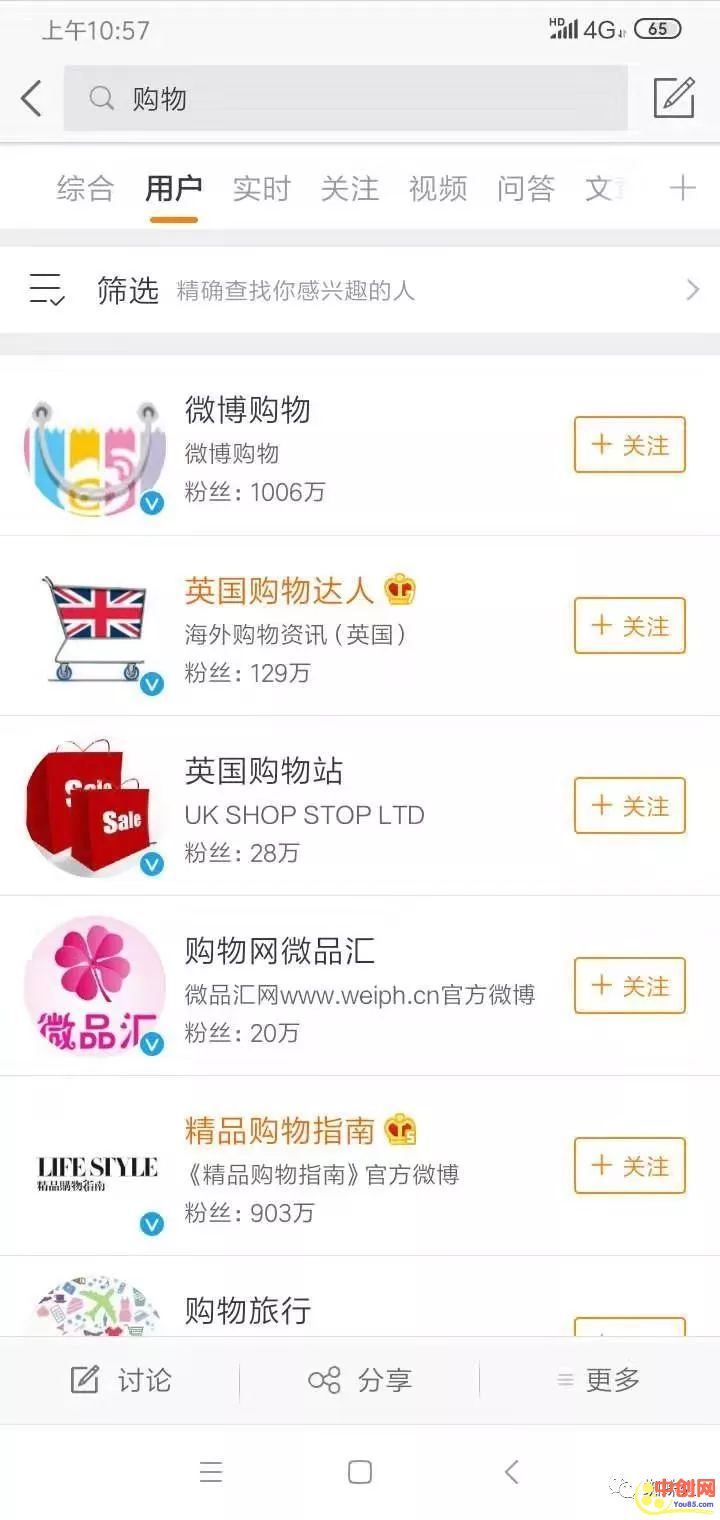 上午10:57
HD 4G 65
购物
综合 用户 实时 关注 视频 问答 文
筛选 精确查找你感兴趣的人
微博购物
微博购物
粉丝：1006万
+ 关注
英国购物达人
海外购物资讯（英国）
粉丝：129万
+ 关注
Sale
Sale
英国购物站
UK SHOP STOP LTD
粉丝：28万
+ 关注
微品汇
购物网微品汇
微品汇网www.weiph.cn官方微博
粉丝：20万
+ 关注
LIFE STYLE
精品購物指南
精品购物指南
《精品购物指南》官方微博
粉丝：903万
+ 关注
购物旅行
讨论 分享 更多
中创网
You85.com